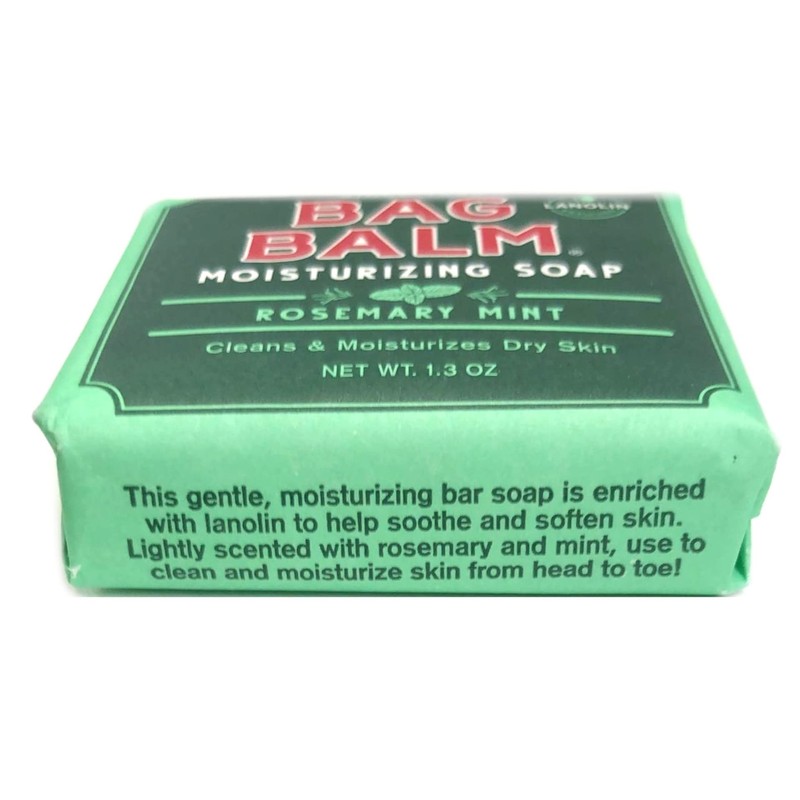 BAG
LANOLIN
BALM®
MOISTURIZING SOAP
ROSEMARY MINT
Cleans & Moisturizes Dry Skin
NET WT. 1.3 OZ
This gentle, moisturizing bar soap is enriched
with lanolin to help soothe and soften skin.
Lightly scented with rosemary and mint, use to
clean and moisturize skin from head to toe!